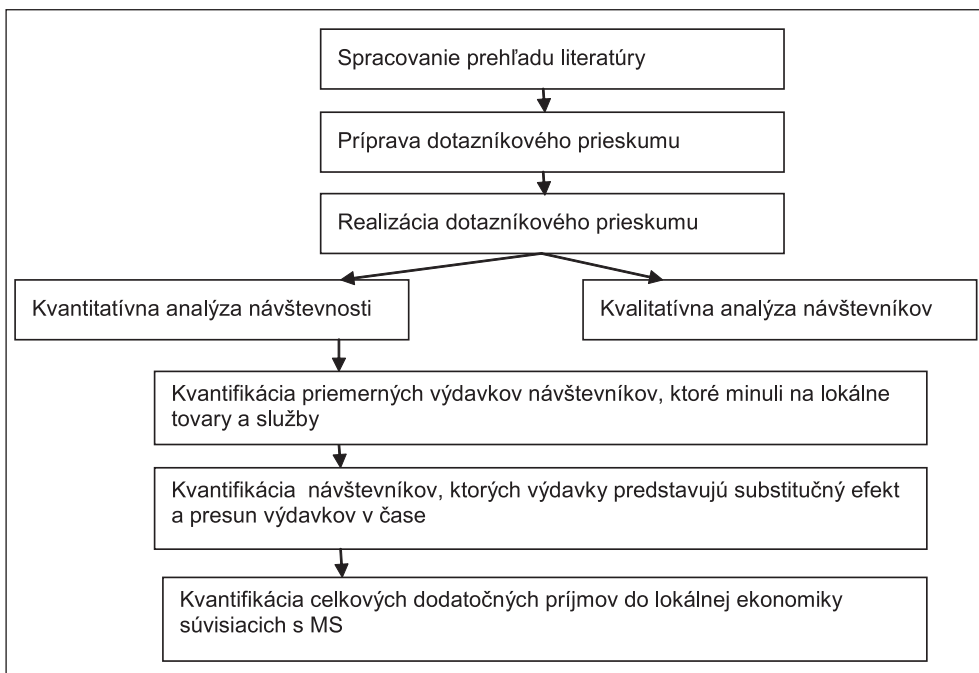 Spracovanie prehľadu literatúry
Príprava dotazníkového prieskumu
Realizácia dotazníkového prieskumu
Kvantitatívna analýza návštevnosti
Kvalitatívna analýza návštevníkov
Kvantifikácia priemerných výdavkov návštevníkov, ktoré minuli na lokálne
tovary a služby
Kvantifikácia návštevníkov, ktorých výdavky predstavujú substitučný efekt
a presun výdavkov v čase
Kvantifikácia celkových dodatočných príjmov do lokálnej ekonomiky
súvisiacich s MS